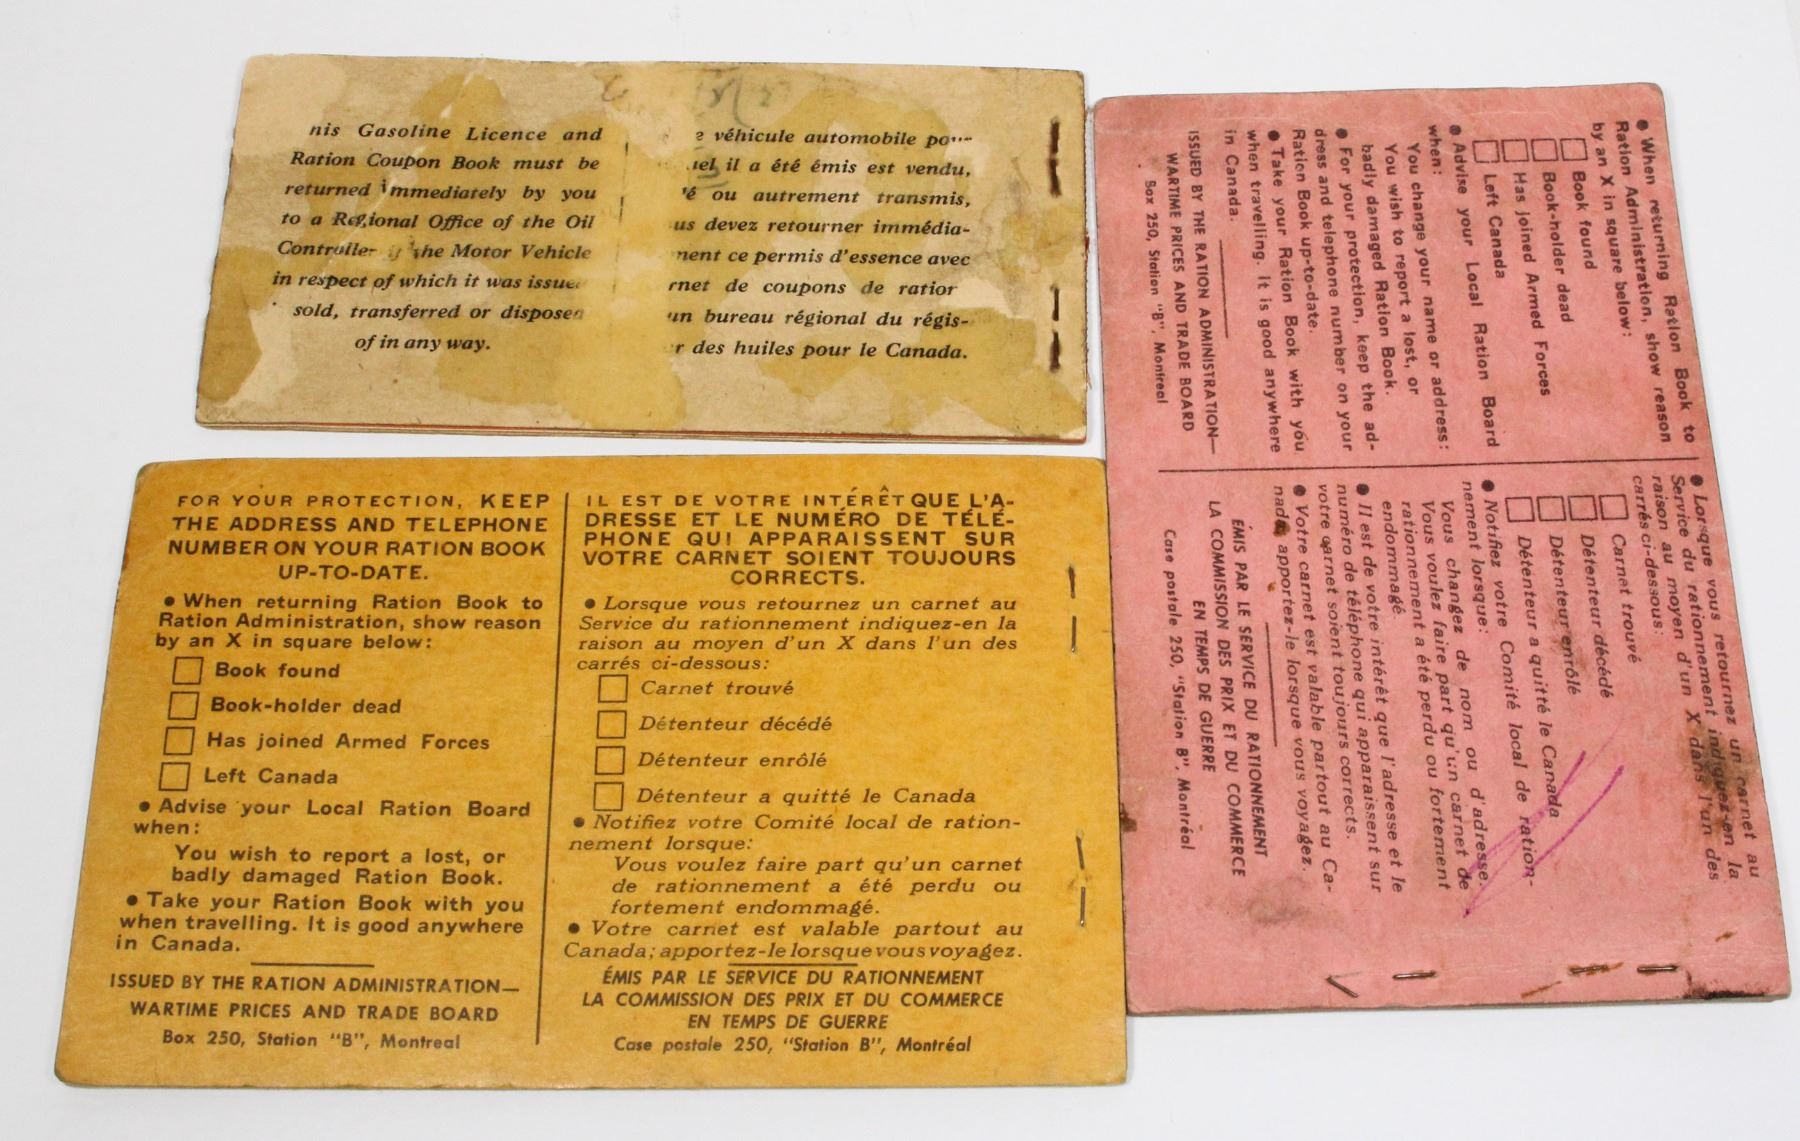 Gasoline Licence and
Ration Coupon Book must be
returned immediately by you
to a Regional Office of the Oil
Controller if the Motor Vehicle
in respect of which it was issued
sold, transferred or disposed
of in any way.
véhicule automobile pour-
il a été émis est vendu,
ou autrement transmis,
devez retourner immédia-
ce permis d'essence avec
de coupons de ration
un bureau régional du régis-
des huiles pour le Canada.
FOR YOUR PROTECTION, KEEP
THE ADDRESS AND TELEPHONE
NUMBER ON YOUR RATION BOOK
UP-TO-DATE.
● When returning Ration Book to
Ration Administration, show reason
by an X in square below:
Book found
Book-holder dead
Has joined Armed Forces
Left Canada
● Advise your Local Ration Board
when:
You wish to report a lost, or
badly damaged Ration Book.
● Take your Ration Book with you
when travelling. It is good anywhere
in Canada.
ISSUED BY THE RATION ADMINISTRATION—
WARTIME PRICES AND TRADE BOARD
Box 250, Station "B", Montreal
IL EST DE VOTRE INTÉRÊT QUE L'A-
DRESSE ET LE NUMÉRO DE TÉLÉ-
PHONE QUI APPARAISSENT SUR
VOTRE CARNET SOIENT TOUJOURS
CORRECTS.
● Lorsque vous retournez un carnet au
Service du rationnement indiquez-en la
raison au moyen d'un X dans l'un des
carrés ci-dessous:
Carnet trouvé
Détenteur décédé
Détenteur enrôlé
Détenteur a quitté le Canada
● Notifiez votre Comité local de ration-
nement lorsque:
Vous voulez faire part qu'un carnet
de rationnement a été perdu ou
fortement endommagé.
● Votre carnet est valable partout au
Canada; apportez-le lorsque vous voyagez.
ÉMIS PAR LE SERVICE DU RATIONNEMENT
LA COMMISSION DES PRIX ET DU COMMERCE
EN TEMPS DE GUERRE
Case postale 250, "Station B", Montréal
● When returning Ration Book to
Ration Administration, show reason
by an X in square below:
Book found
Book-holder dead
Has joined Armed Forces
Left Canada
● Advise your Local Ration Board
when:
You change your name or address:
You wish to report a lost, or
badly damaged Ration Book.
● For your protection, keep the ad-
dress and telephone number on your
Ration Book up-to-date.
● Take your Ration Book with you
when travelling. It is good anywhere
in Canada.
ISSUED BY THE RATION ADMINISTRATION—
WARTIME PRICES AND TRADE BOARD
Box 250, Station "B", Montreal
● Lorsque vous retournez un carnet au
Service du rationnement indiquez-en la
raison au moyen d'un X dans l'un des
carrés ci-dessous:
Carnet trouvé
Détenteur décédé
Détenteur enrôlé
Détenteur a quitté le Canada
● Notifiez votre Comité local de ration-
nement lorsque:
Vous changez de nom ou d'adresse.
Vous voulez faire part qu'un carnet de
rationnement a été perdu ou fortement
endommagé.
● Il est de votre intérêt que l'adresse et le
numéro de téléphone qui apparaissent sur
votre carnet soient toujours corrects.
● Votre carnet est valable partout au Ca-
nada, apportez-le lorsque vous voyagez.
ÉMIS PAR LE SERVICE DU RATIONNEMENT
LA COMMISSION DES PRIX ET DU COMMERCE
EN TEMPS DE GUERRE
Case postale 250, "Station B", Montréal